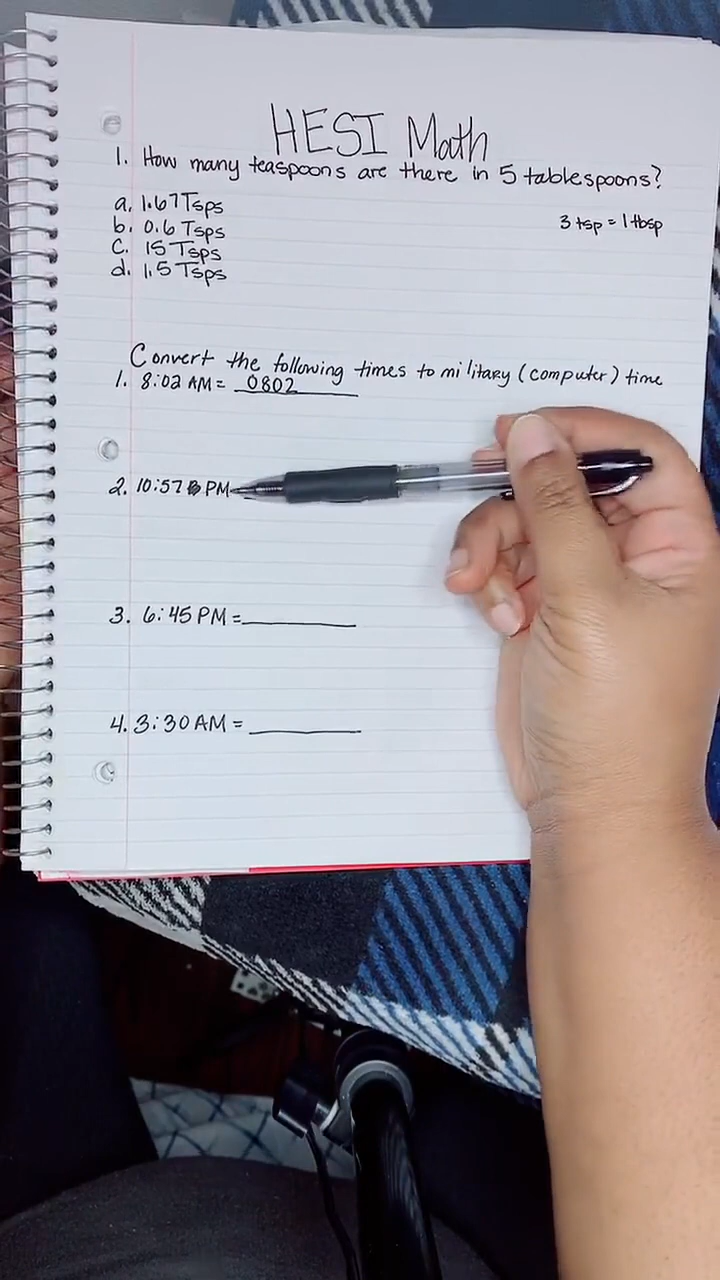 HESI Math
1. How many teaspoons are there in 5 tablespoons?
a. 1.67 Tsps
3 tsp = 1 tbsp
b. 0.6 Tsps
c. 15 Tsps
d. 1.5 Tsps
Convert the following times to military (computer) time
1. 8:02 AM = 0802
2. 10:57 PM
3. 6:45 PM = ________
4. 3:30 AM = ________